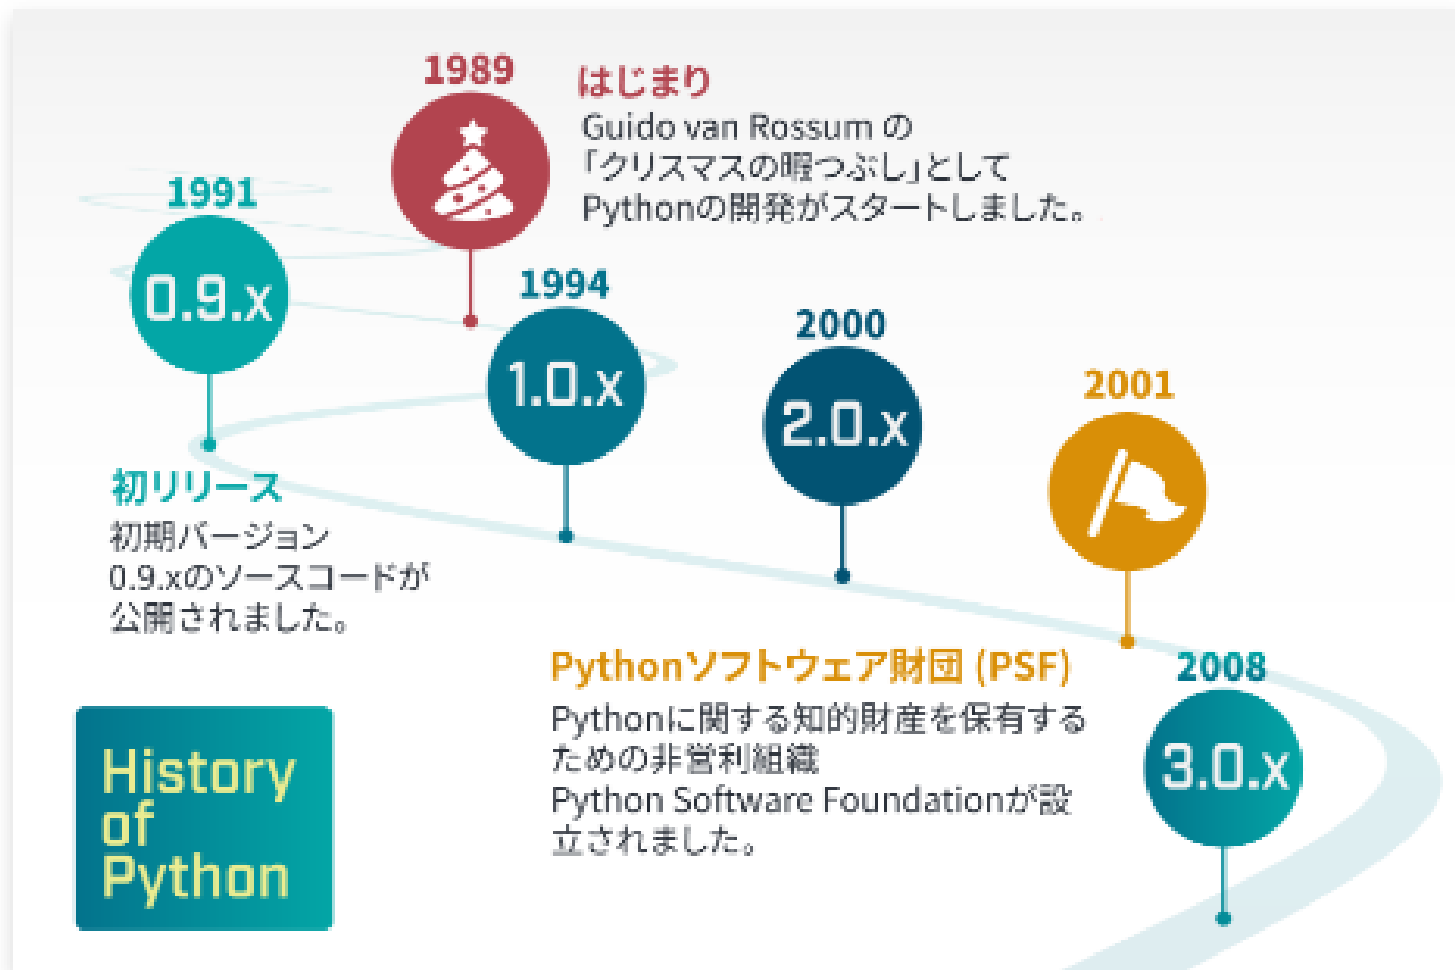 1989
はじまり
Guido van Rossum の
「クリスマスの暇つぶし」として
Pythonの開発がスタートしました。
1991
0.9.x
初リリース
初期バージョン
0.9.xのソースコードが
公開されました。
1994
1.0.x
2000
2.0.x
2001
Pythonソフトウェア財団 (PSF)
Pythonに関する知的財産を保有する
ための非営利組織
Python Software Foundationが設
立されました。
2008
3.0.x
History
of
Python